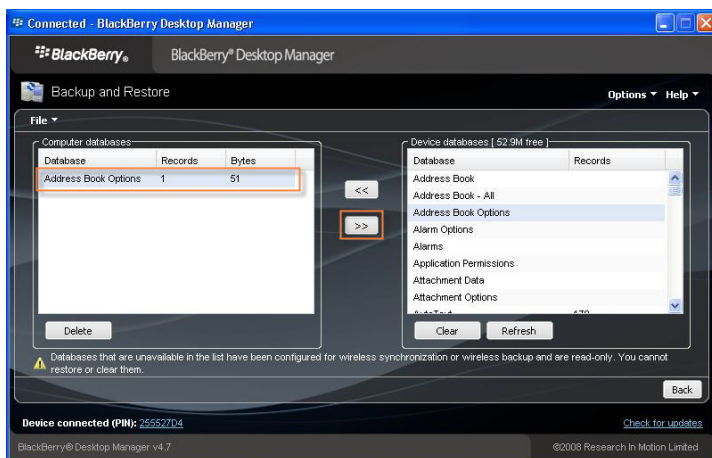 Connected - BlackBerry Desktop Manager
BlackBerry® BlackBerry® Desktop Manager
Backup and Restore Options Help
File
Computer databases
Database Records Bytes
Address Book Options 1 51
Delete
<<
>>
Device databases [ 52.9M free ]
Database Records
Address Book
Address Book - All
Address Book Options
Alarm Options
Alarms
Application Permissions
Attachment Data
Attachment Options
Clear Refresh
Databases that are unavailable in the list have been configured for wireless synchronization or wireless backup and are read-only. You cannot
restore or clear them.
Back
Device connected (PIN): 255527D4 Check for updates
BlackBerry® Desktop Manager v4.7 ©2008 Research In Motion Limited